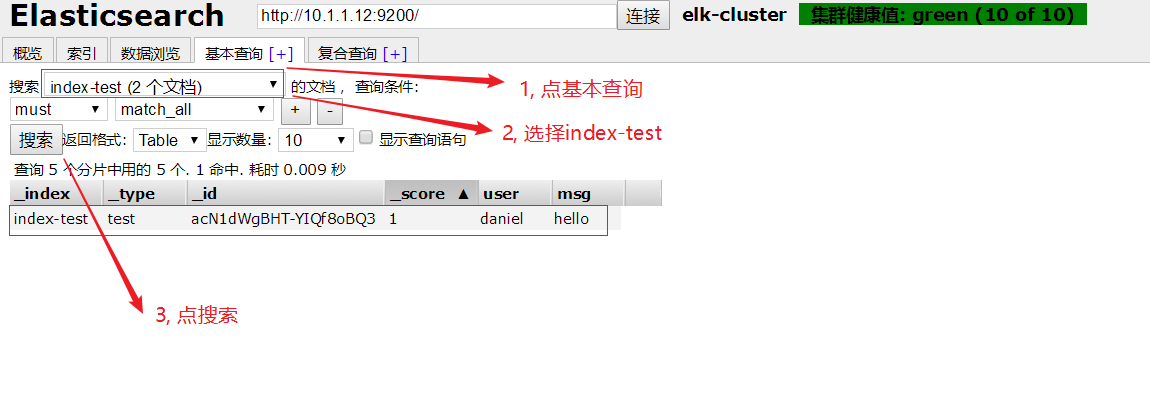 Elasticsearch http://10.1.1.12:9200/ 连接 elk-cluster 集群健康值: green (10 of 10)
概览 索引 数据浏览 基本查询 [+] 复合查询 [+]
搜索 index-test (2 个文档) ▼ 的文档 ，查询条件：
1, 点基本查询
must ▼ match_all ▼ + -
2, 选择index-test
搜索 返回格式： Table ▼ 显示数量： 10 ▼ 显示查询语句
查询 5 个分片中用的 5 个. 1 命中. 耗时 0.009 秒
_index _type _id _score ▲ user msg
index-test test acN1dWgBHT-YIQf8oBQ3 1 daniel hello
3, 点搜索